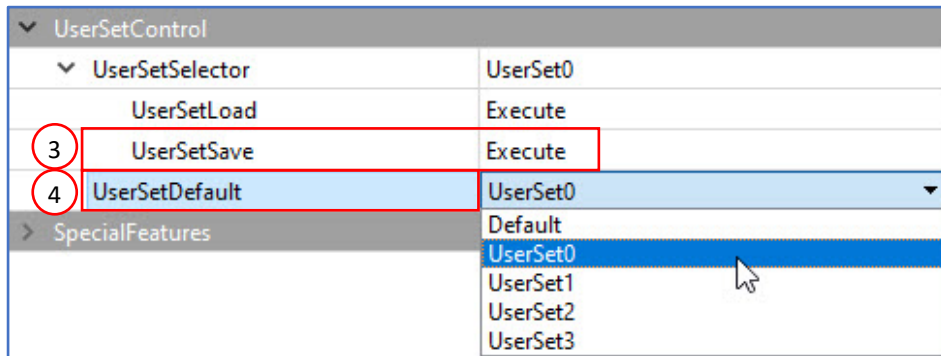 UserSetControl
UserSetSelector UserSet0
UserSetLoad Execute
3 UserSetSave Execute
4 UserSetDefault UserSet0
Default
SpecialFeatures
UserSet0
UserSet1
UserSet2
UserSet3